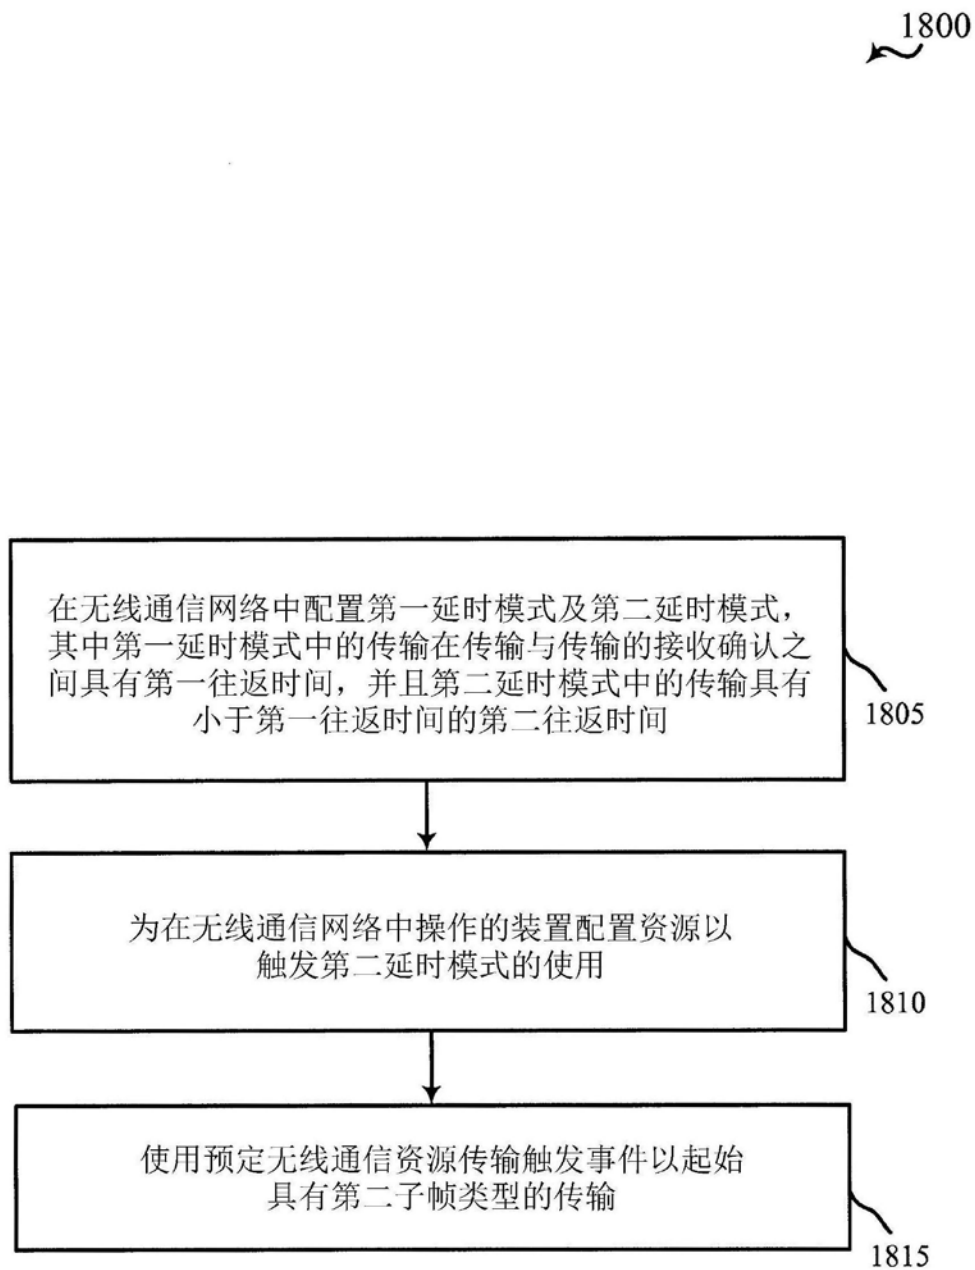 1800
在无线通信网络中配置第一延时模式及第二延时模式，
其中第一延时模式中的传输在传输与传输的接收确认之
间具有第一往返时间，并且第二延时模式中的传输具有
小于第一往返时间的第二往返时间
1805
为在无线通信网络中操作的装置配置资源以
触发第二延时模式的使用
1810
使用预定无线通信资源传输触发事件以起始
具有第二子帧类型的传输
1815